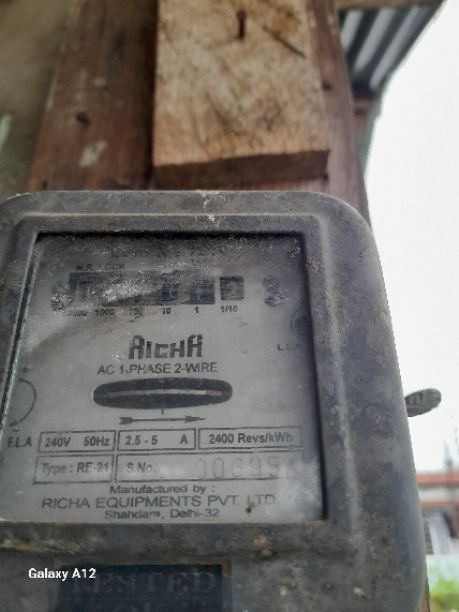 1000 100 10 1 1/10
RICHA
AC 1-PHASE 2-WIRE
F.L.A
240V 50Hz 2.5 - 5 A 2400 Revs/kWh
Type : RE-21 S No.
Manufactured by :
RICHA EQUIPMENTS PVT. LTD
Shahdara, Delhi-32
Galaxy A12
TESTED